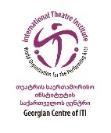 International Theatre Institute
World Organization for the Performing Arts
თეატრის საერთაშორისო
ინსტიტუტის
საქართველოს ცენტრი
Georgian Centre of ITI